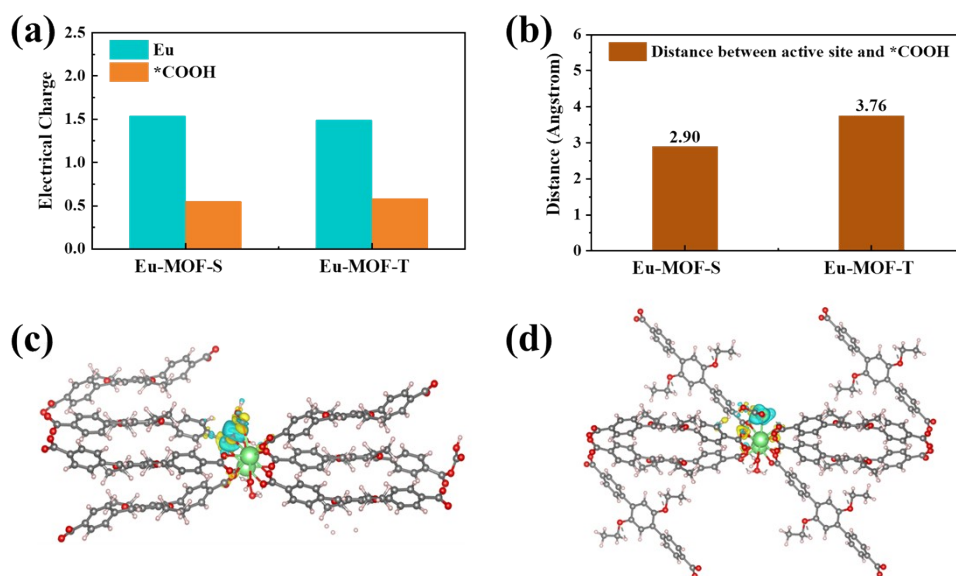 (a)
2.5
2.0
1.5
1.0
0.5
0.0
Electrical Charge
Eu
*COOH
Eu-MOF-S
Eu-MOF-T
(b)
6
5
4
3
2
1
0
Distance (Angstrom)
Distance between active site and *COOH
2.90
3.76
Eu-MOF-S
Eu-MOF-T
(c)
(d)